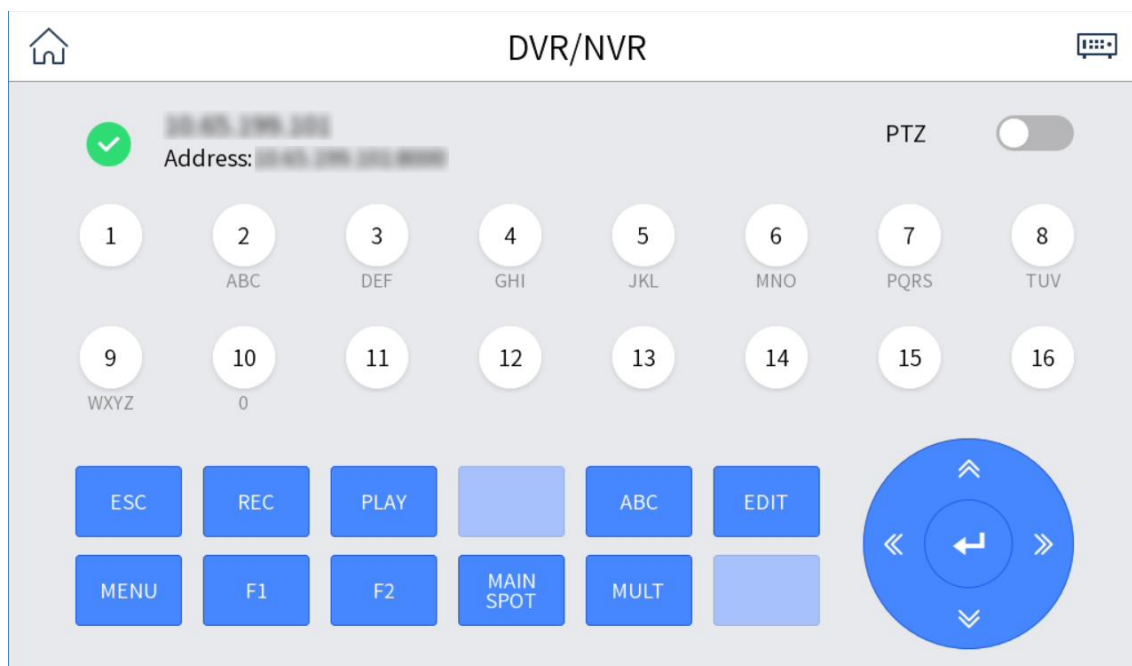 DVR/NVR
PTZ
Address:
1 2 3 4 5 6 7 8
ABC DEF GHI JKL MNO PQRS TUV
9 10 11 12 13 14 15 16
WXYZ 0
ESC REC PLAY ABC EDIT
MENU F1 F2 MAIN SPOT MULT